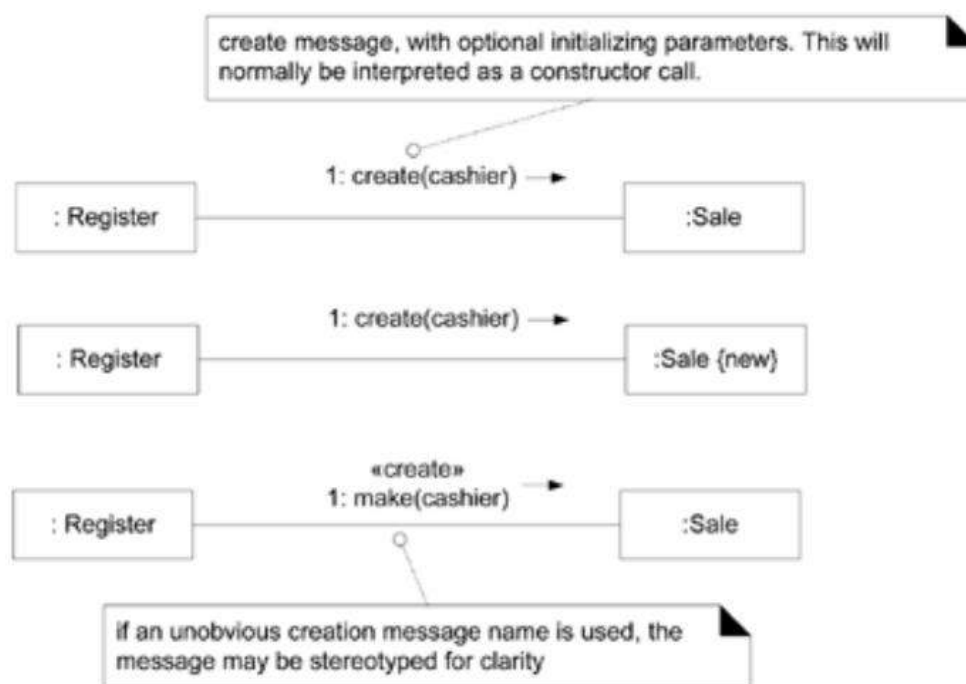 create message, with optional initializing parameters. This will
normally be interpreted as a constructor call.
1: create(cashier)
: Register
:Sale
1: create(cashier)
: Register
:Sale {new}
«create»
1: make(cashier)
: Register
:Sale
if an unobvious creation message name is used, the
message may be stereotyped for clarity